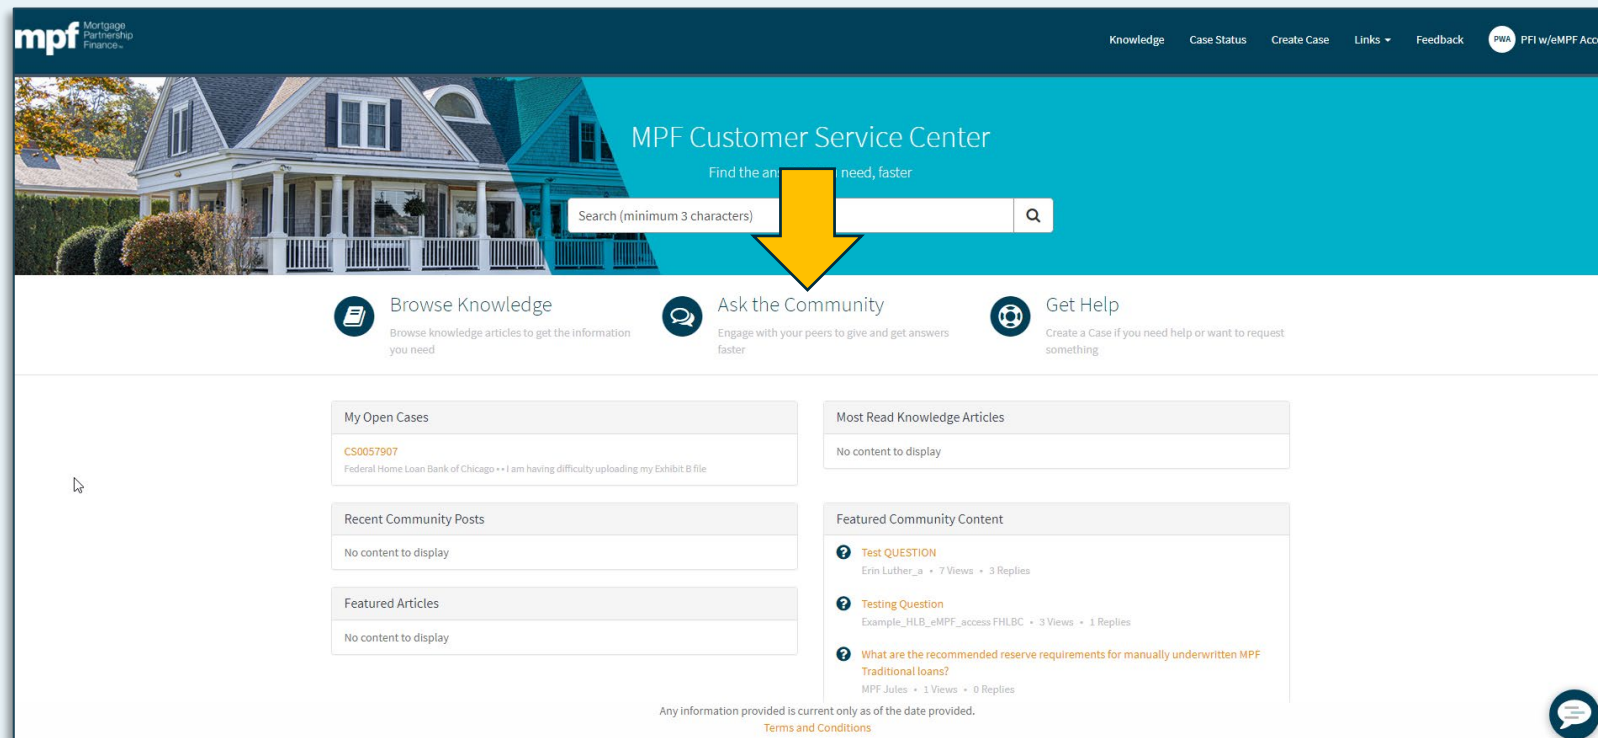 mpf Mortgage
Partnership
Finance
Knowledge Case Status Create Case Links Feedback PWA PFI w/eMPF Acc
MPF Customer Service Center
Find the an need, faster
Search (minimum 3 characters)
Browse Knowledge
Browse knowledge articles to get the information
you need
Ask the Community
Engage with your peers to give and get answers
faster
Get Help
Create a Case if you need help or want to request
something
My Open Cases
CS0057907
Federal Home Loan Bank of Chicago • • I am having difficulty uploading my Exhibit B file
Most Read Knowledge Articles
No content to display
Recent Community Posts
No content to display
Featured Articles
No content to display
Featured Community Content
Test QUESTION
Erin Luther_a • 7 Views • 3 Replies
Testing Question
Example_HLB_eMPF_access FHLBC • 3 Views • 1 Replies
What are the recommended reserve requirements for manually underwritten MPF
Traditional loans?
MPF Jules • 1 Views • 0 Replies
Any information provided is current only as of the date provided.
Terms and Conditions